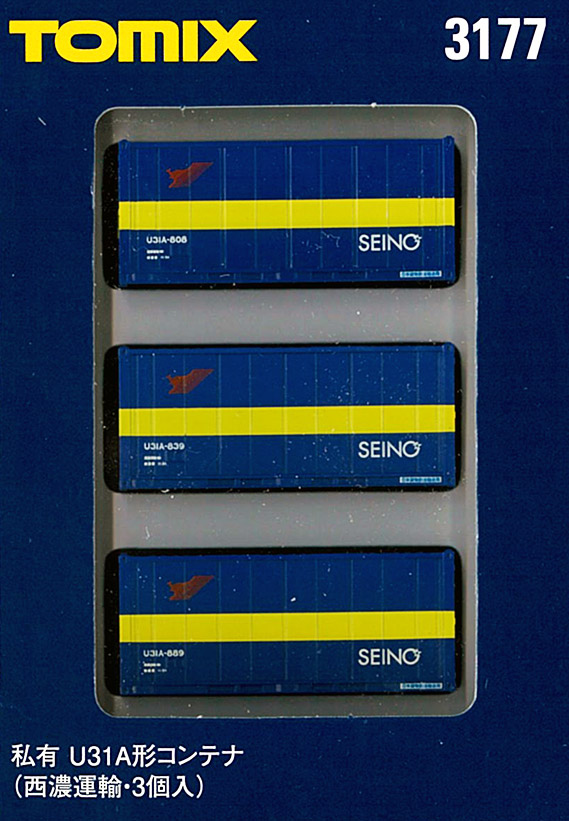 TOMIX
3177
U31A-808
SEINO
U31A-839
SEINO
U31A-889
SEINO
私有 U31A形コンテナ
(西濃運輸・3個入)